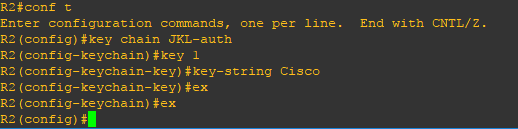 R2#conf t
Enter configuration commands, one per line.  End with CNTL/Z.
R2(config)#key chain JKL-auth
R2(config-keychain)#key 1
R2(config-keychain-key)#key-string Cisco
R2(config-keychain-key)#ex
R2(config-keychain)#ex
R2(config)#